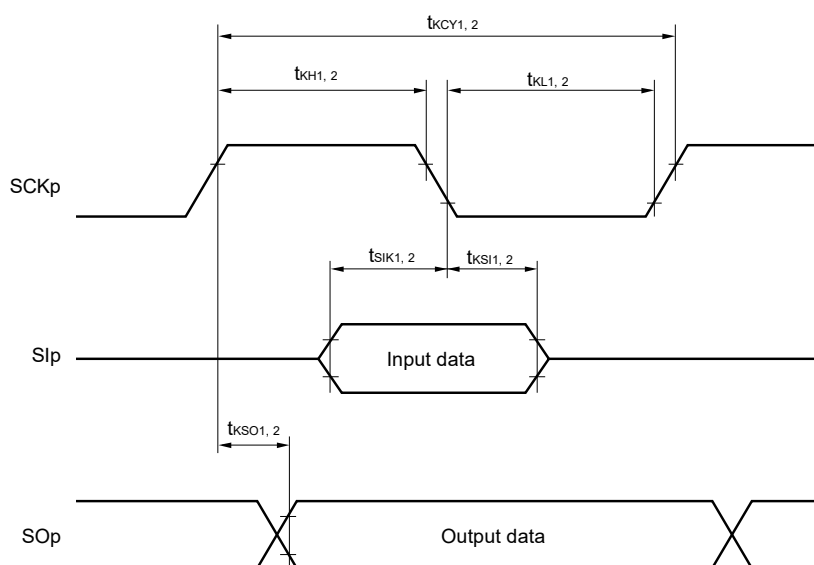 tKCY1, 2
tKH1, 2
tKL1, 2
SCKp
tSIK1, 2
tKSI1, 2
SIp
Input data
tKSO1, 2
SOp
Output data